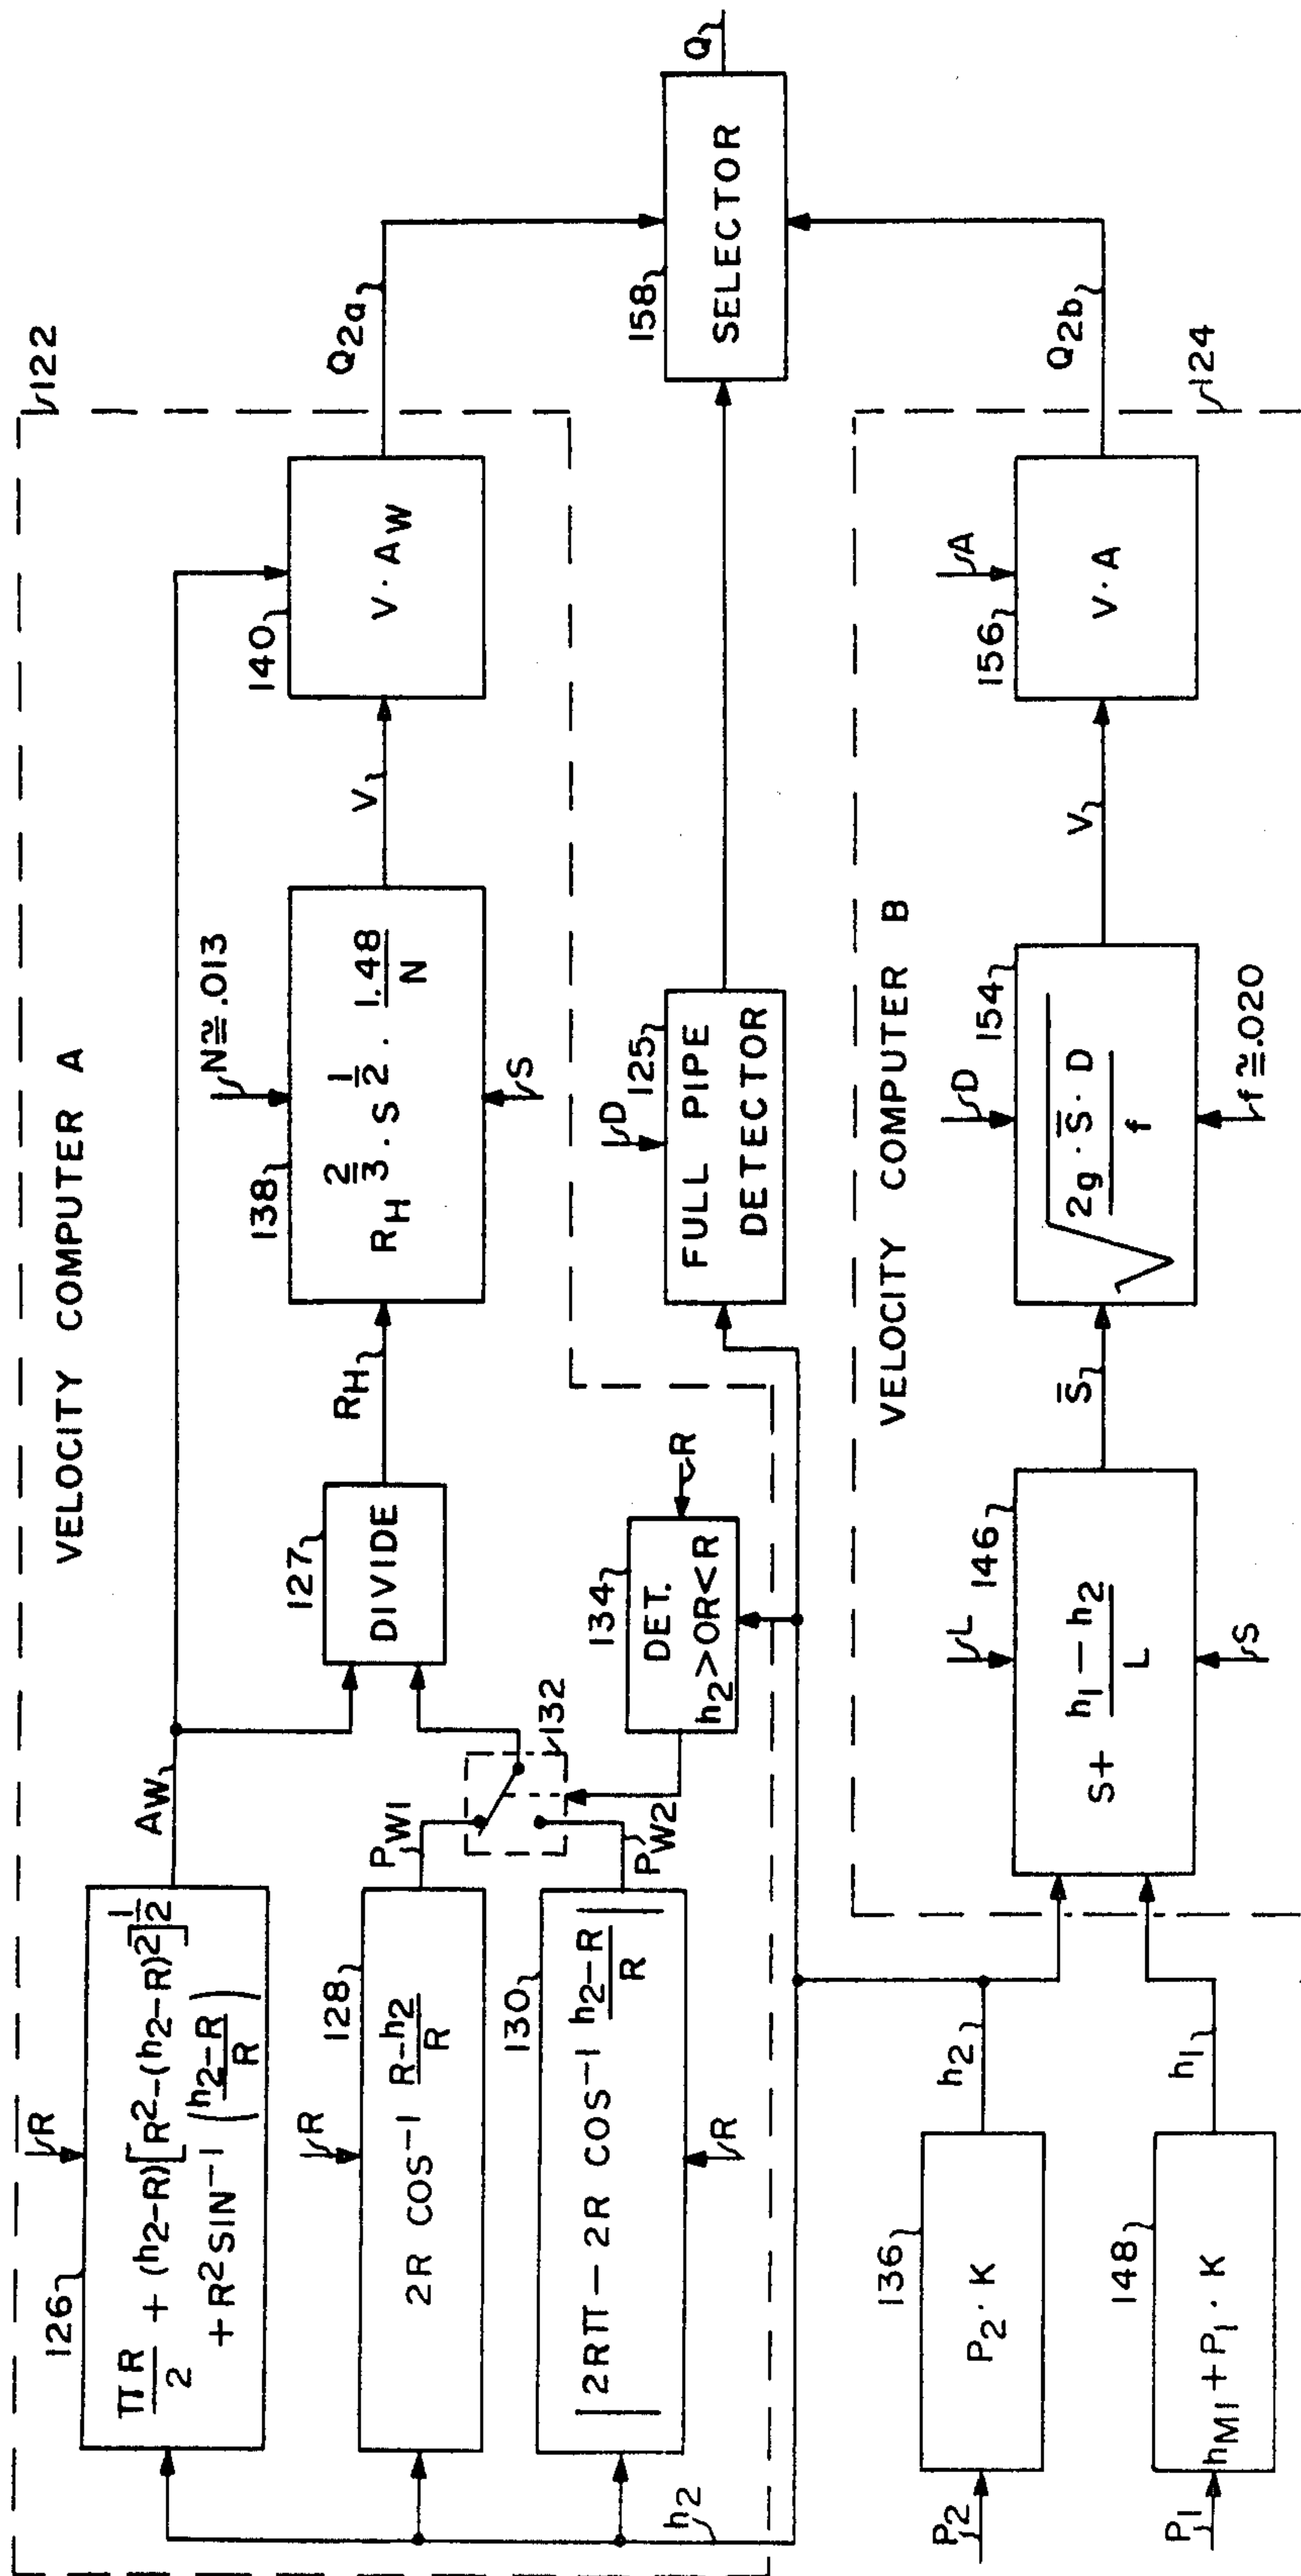 VELOCITY COMPUTER A
122
R
126
ΠR/2 + (h2-R)[R²-(h2-R)²]^1/2
+ R² SIN⁻¹ (h2-R/R)
AW
R
128
2R COS⁻¹ R-h2/R
PW1
130
[2RΠ - 2R COS⁻¹ h2-R/R]
R
P'W2
132
127
DIVIDE
RH
134
DET.
h2>OR<R
R
N≅.013
138
RH^2/3 · S^1/2 · 1.48/N
S
V
140
V · AW
Q2a
h2
D
125
FULL PIPE
DETECTOR
158
SELECTOR
Q
P2
136
P2 · K
h2
P1
148
hM1 + P1 · K
h1
VELOCITY COMPUTER B
124
L
146
S + h1-h2/L
S
S̅
D
154
√2g · S̅ · D/f
f≅.020
V
A
156
V · A
Q2b